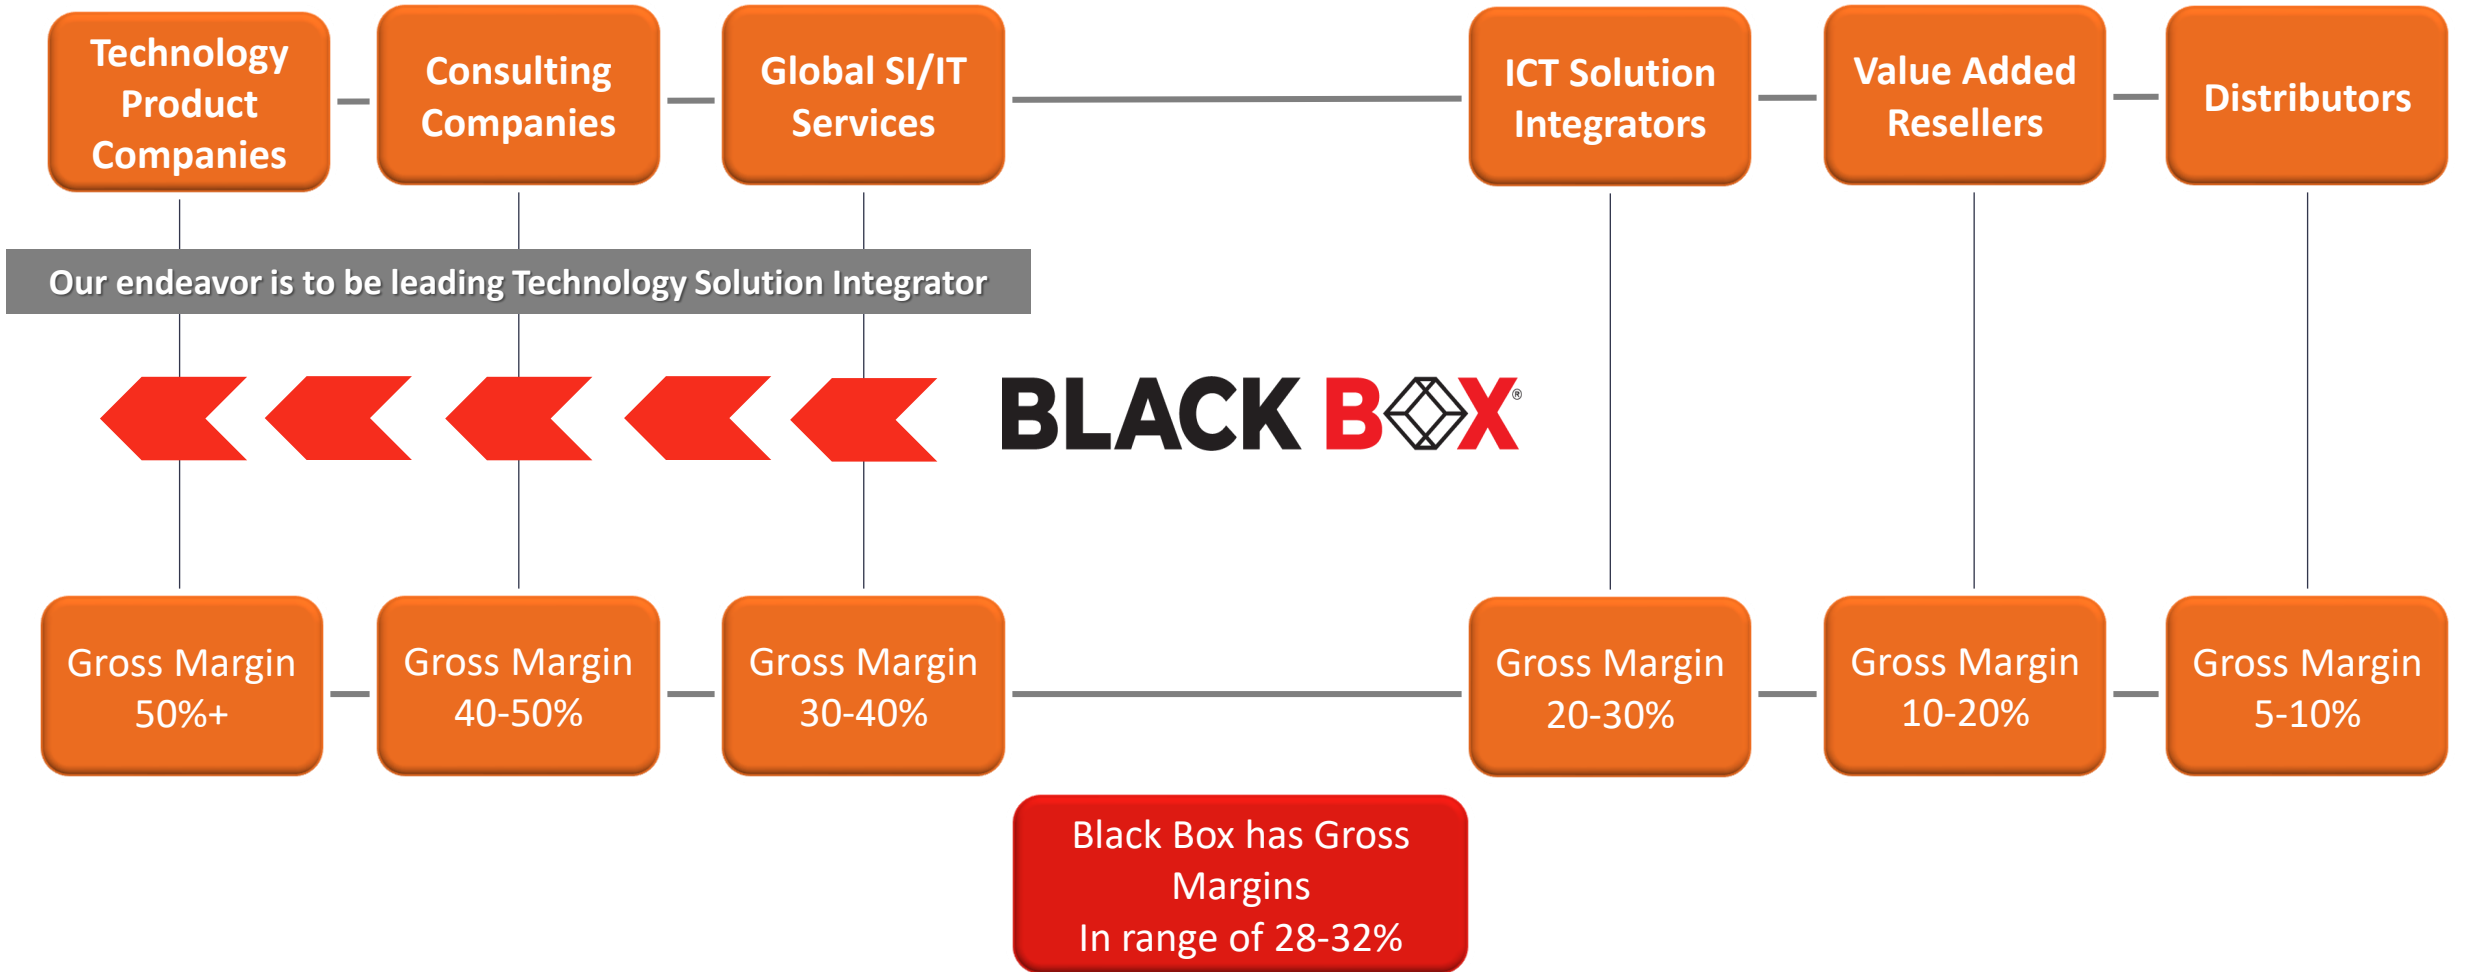 Technology
Product
Companies
Consulting
Companies
Global SI/IT
Services
ICT Solution
Integrators
Value Added
Resellers
Distributors
Our endeavor is to be leading Technology Solution Integrator
BLACK BOX®
Gross Margin
50%+
Gross Margin
40-50%
Gross Margin
30-40%
Gross Margin
20-30%
Gross Margin
10-20%
Gross Margin
5-10%
Black Box has Gross
Margins
In range of 28-32%